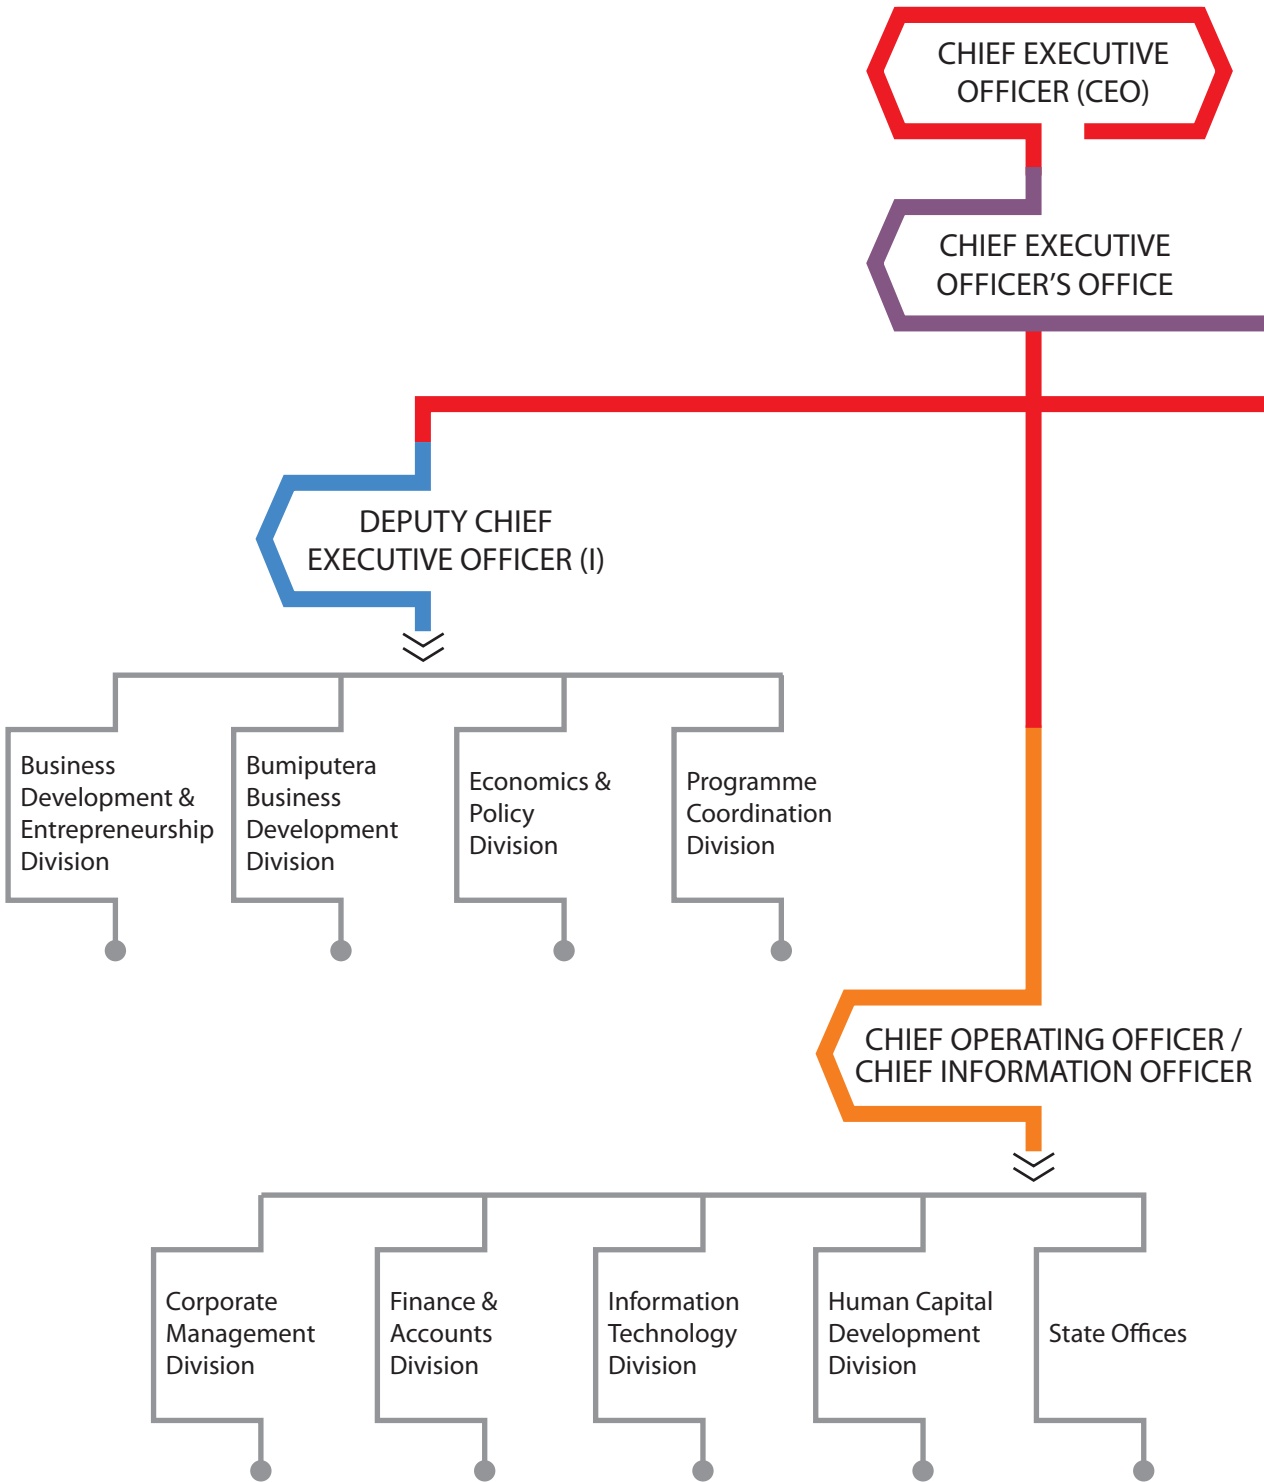 CHIEF EXECUTIVE
OFFICER (CEO)
CHIEF EXECUTIVE
OFFICER’S OFFICE
DEPUTY CHIEF
EXECUTIVE OFFICER (I)
Business
Development &
Entrepreneurship
Division
Bumiputera
Business
Development
Division
Economics &
Policy
Division
Programme
Coordination
Division
CHIEF OPERATING OFFICER /
CHIEF INFORMATION OFFICER
Corporate
Management
Division
Finance &
Accounts
Division
Information
Technology
Division
Human Capital
Development
Division
State Offices